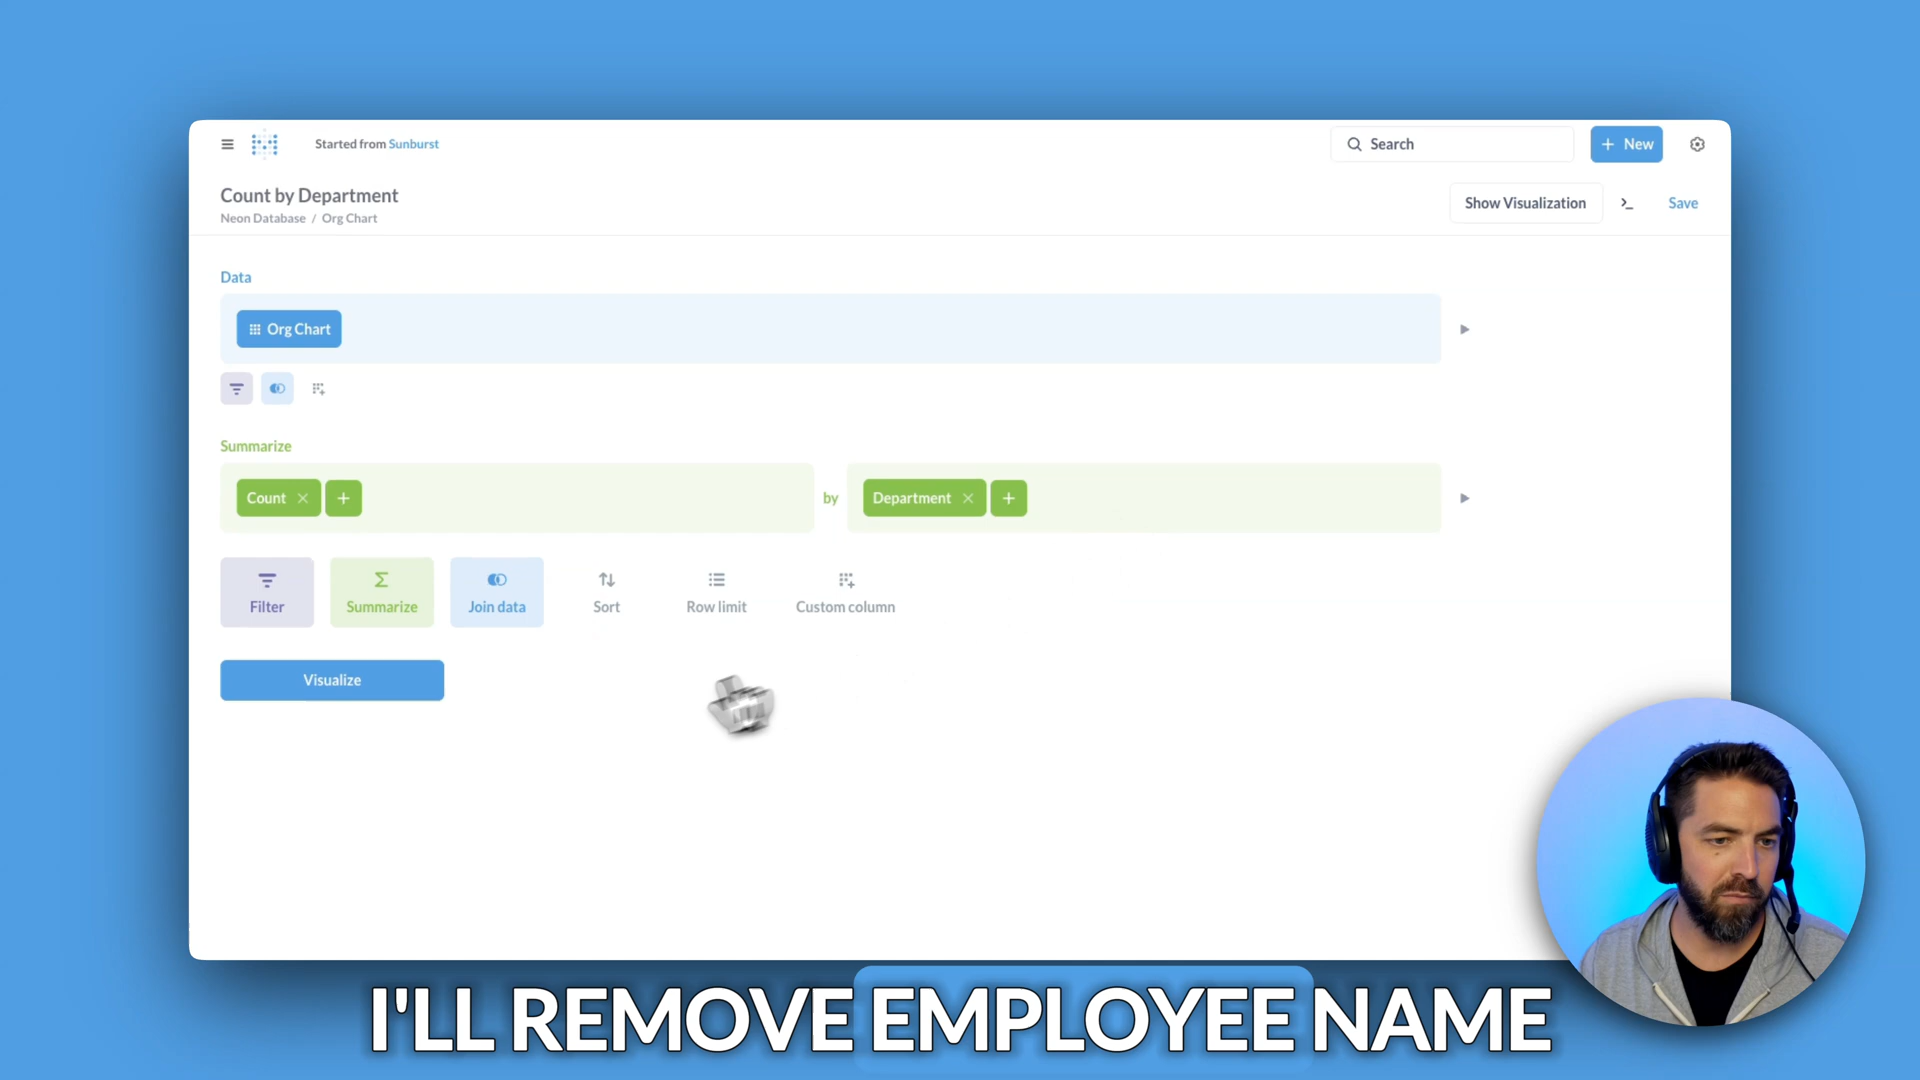 Started from Sunburst
Search
New
Count by Department
Neon Database / Org Chart
Show Visualization
>_
Save
Data
Org Chart
Summarize
Count
by
Department
Filter
Summarize
Join data
Sort
Row limit
Custom column
Visualize
I'LL REMOVE EMPLOYEE NAME